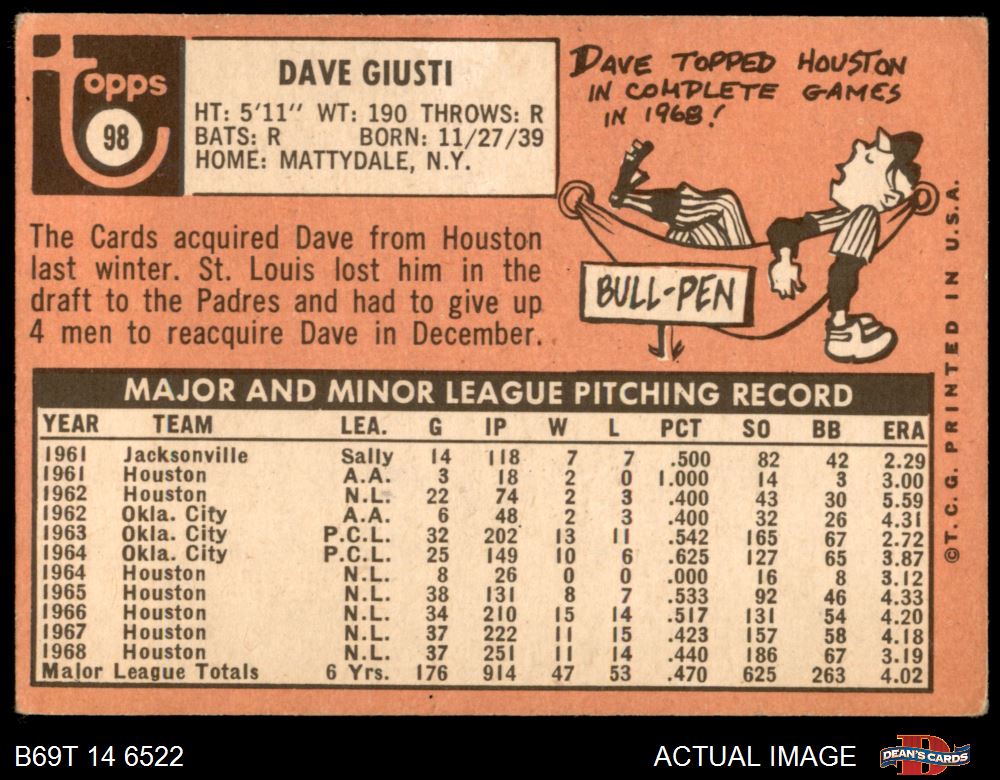 Topps
98
DAVE GIUSTI
HT: 5'11" WT: 190 THROWS: R
BATS: R BORN: 11/27/39
HOME: MATTYDALE, N.Y.
DAVE TOPPED HOUSTON
IN COMPLETE GAMES
IN 1968!
BULL-PEN
The Cards acquired Dave from Houston
last winter. St. Louis lost him in the
draft to the Padres and had to give up
4 men to reacquire Dave in December.
MAJOR AND MINOR LEAGUE PITCHING RECORD
YEAR TEAM LEA. G IP W L PCT SO BB ERA
1961 Jacksonville Sally 14 118 7 7 .500 82 42 2.29
1961 Houston A.A. 3 18 2 0 1.000 14 3 3.00
1962 Houston N.L. 22 74 2 3 .400 43 30 5.59
1962 Okla. City A.A. 6 48 2 3 .400 32 26 4.31
1963 Okla. City P.C.L. 32 202 13 11 .542 165 67 2.72
1964 Okla. City P.C.L. 25 149 10 6 .625 127 65 3.87
1964 Houston N.L. 8 26 0 0 .000 16 8 3.12
1965 Houston N.L. 38 131 8 7 .533 92 46 4.33
1966 Houston N.L. 34 210 15 14 .517 131 54 4.20
1967 Houston N.L. 37 222 11 15 .423 157 58 4.18
1968 Houston N.L. 37 251 11 14 .440 186 67 3.19
Major League Totals 6 Yrs. 176 914 47 53 .470 625 263 4.02
©T.C.G. PRINTED IN U.S.A.
B69T 14 6522
ACTUAL IMAGE
DEAN'S CARDS